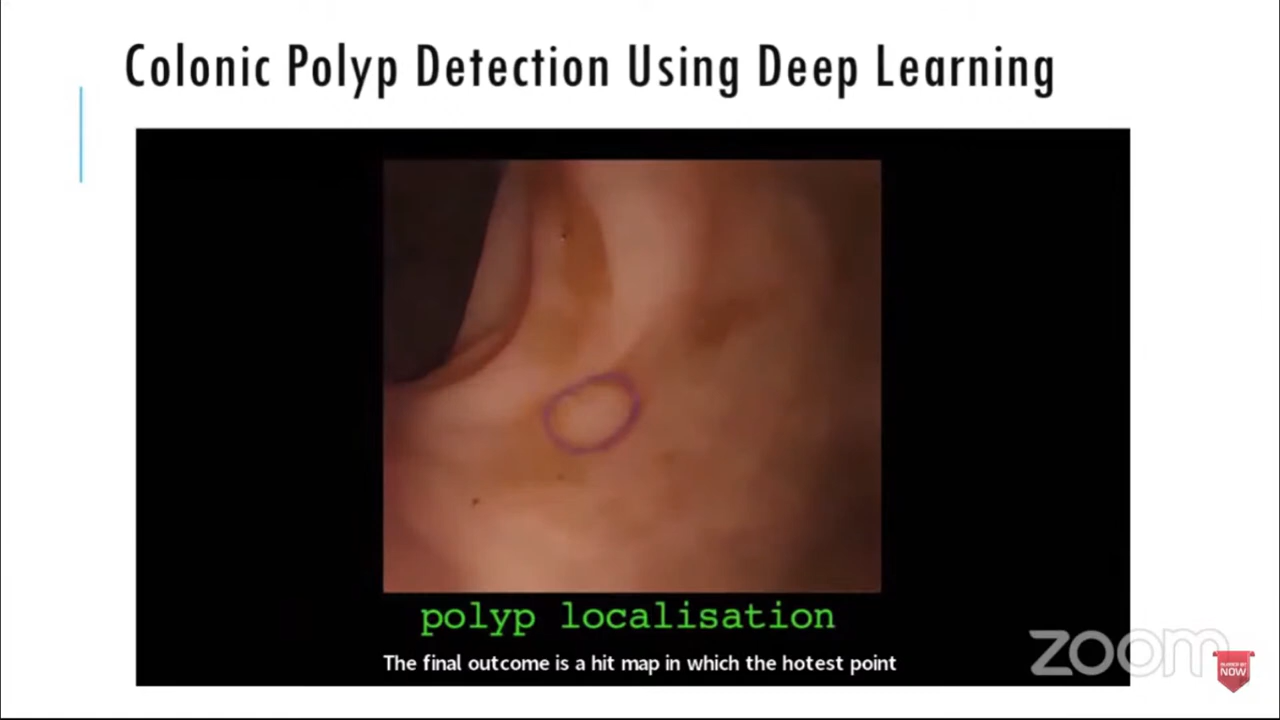 Colonic Polyp Detection Using Deep Learning
polyp localisation
The final outcome is a hit map in which the hotest point
zoom
NOW